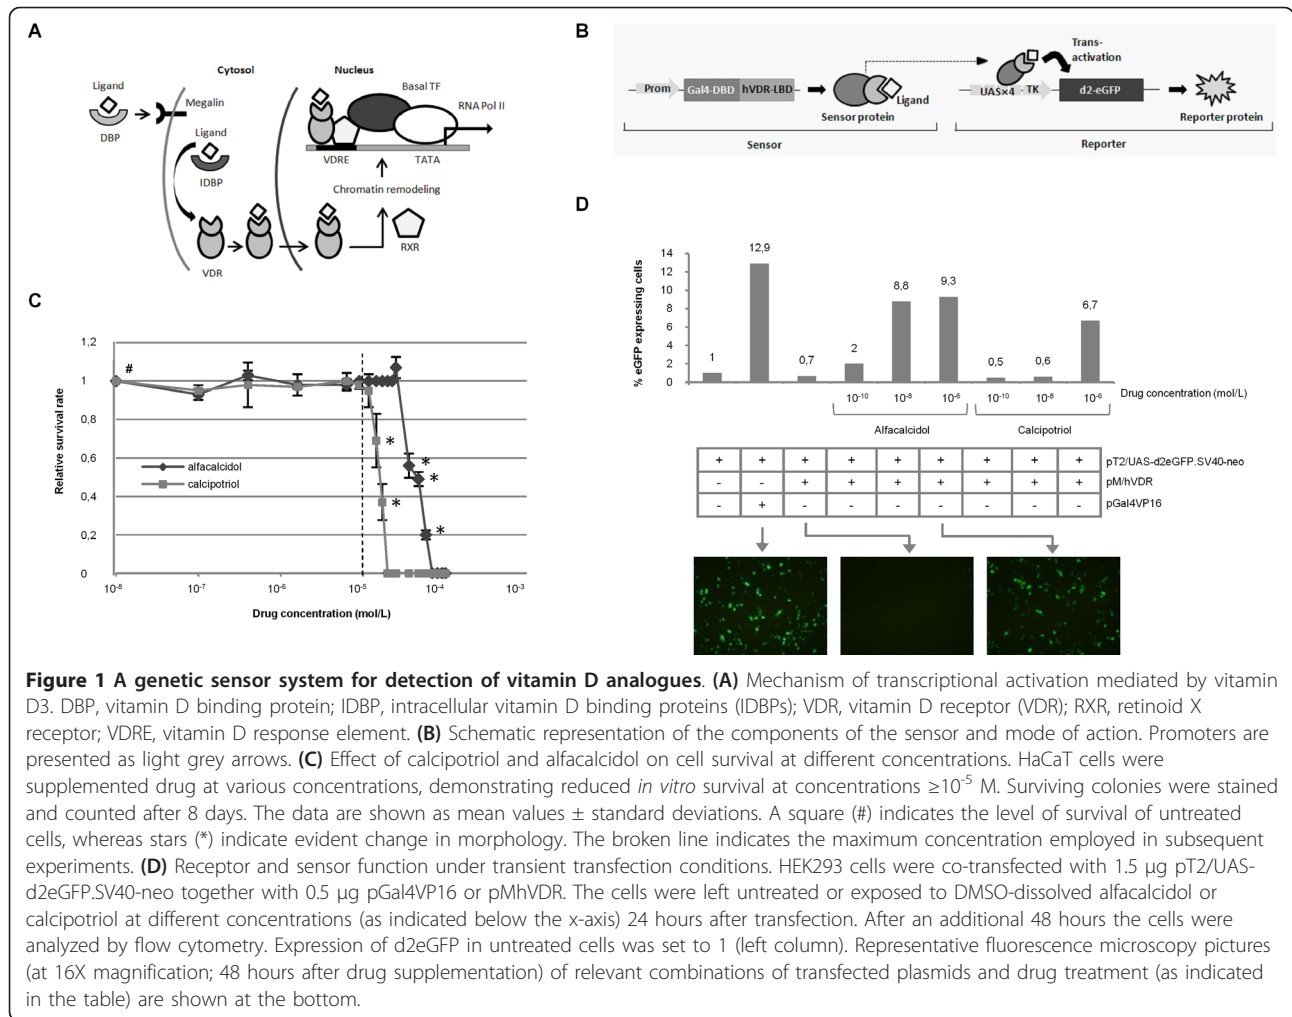 A
Ligand
DBP
Megalin
Cytosol
Ligand
IDBP
VDR
Nucleus
Basal TF
RNA Pol II
VDRE
TATA
Chromatin remodeling
RXR
B
Prom
Gal4-DBD
hVDR-LBD
Ligand
Sensor protein
Sensor
Trans-
activation
UAS×4
TK
d2-eGFP
Reporter protein
Reporter
C
Relative survival rate
1,2
1
0,8
0,6
0,4
0,2
0
#
alfacalcidol
calcipotriol
*
*
*
*
*
10-8
10-7
10-6
10-5
10-4
10-3
Drug concentration (mol/L)
D
% eGFP expressing cells
14
12
10
8
6
4
2
0
1
12,9
0,7
2
8,8
9,3
0,5
0,6
6,7
10-10 10-8 10-6 10-10 10-8 10-6 Drug concentration (mol/L)
Alfacalcidol Calcipotriol
+ + + + + + + + + pT2/UAS-d2eGFP.SV40-neo
- - + + + + + + + pM/hVDR
- + - - - - - - - pGal4VP16
Figure 1 A genetic sensor system for detection of vitamin D analogues. (A) Mechanism of transcriptional activation mediated by vitamin
D3. DBP, vitamin D binding protein; IDBP, intracellular vitamin D binding proteins (IDBPs); VDR, vitamin D receptor (VDR); RXR, retinoid X
receptor; VDRE, vitamin D response element. (B) Schematic representation of the components of the sensor and mode of action. Promoters are
presented as light grey arrows. (C) Effect of calcipotriol and alfacalcidol on cell survival at different concentrations. HaCaT cells were
supplemented drug at various concentrations, demonstrating reduced in vitro survival at concentrations ≥10-5 M. Surviving colonies were stained
and counted after 8 days. The data are shown as mean values ± standard deviations. A square (#) indicates the level of survival of untreated
cells, whereas stars (*) indicate evident change in morphology. The broken line indicates the maximum concentration employed in subsequent
experiments. (D) Receptor and sensor function under transient transfection conditions. HEK293 cells were co-transfected with 1.5 μg pT2/UAS-
d2eGFP.SV40-neo together with 0.5 μg pGal4VP16 or pMhVDR. The cells were left untreated or exposed to DMSO-dissolved alfacalcidol or
calcipotriol at different concentrations (as indicated below the x-axis) 24 hours after transfection. After an additional 48 hours the cells were
analyzed by flow cytometry. Expression of d2eGFP in untreated cells was set to 1 (left column). Representative fluorescence microscopy pictures
(at 16X magnification; 48 hours after drug supplementation) of relevant combinations of transfected plasmids and drug treatment (as indicated
in the table) are shown at the bottom.